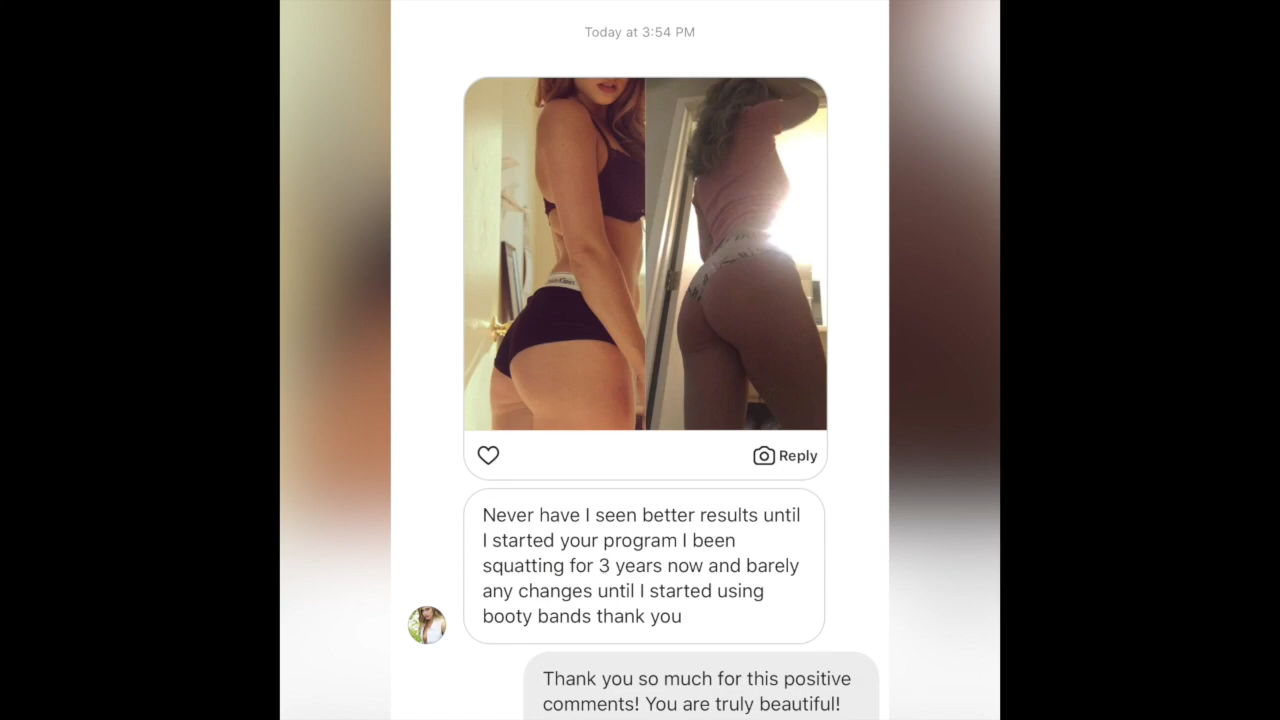 Today at 3:54 PM
Reply
Never have I seen better results until
I started your program I been
squatting for 3 years now and barely
any changes until I started using
booty bands thank you
Thank you so much for this positive
comments! You are truly beautiful!